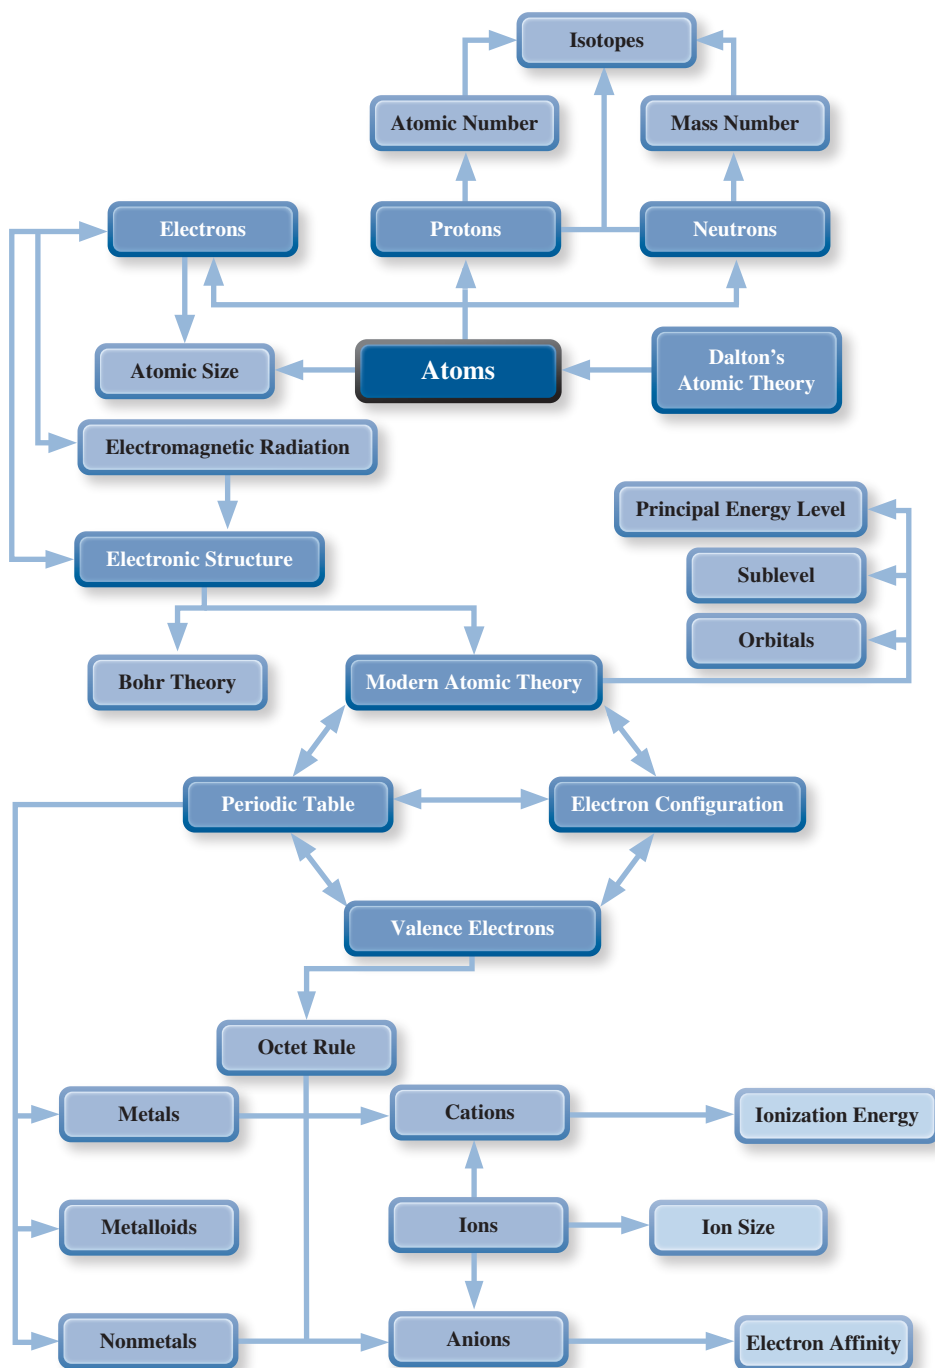 Isotopes
Atomic Number
Mass Number
Electrons
Protons
Neutrons
Atomic Size
Atoms
Dalton's
Atomic Theory
Electromagnetic Radiation
Principal Energy Level
Electronic Structure
Sublevel
Orbitals
Bohr Theory
Modern Atomic Theory
Periodic Table
Electron Configuration
Valence Electrons
Octet Rule
Metals
Cations
Ionization Energy
Metalloids
Ions
Ion Size
Nonmetals
Anions
Electron Affinity